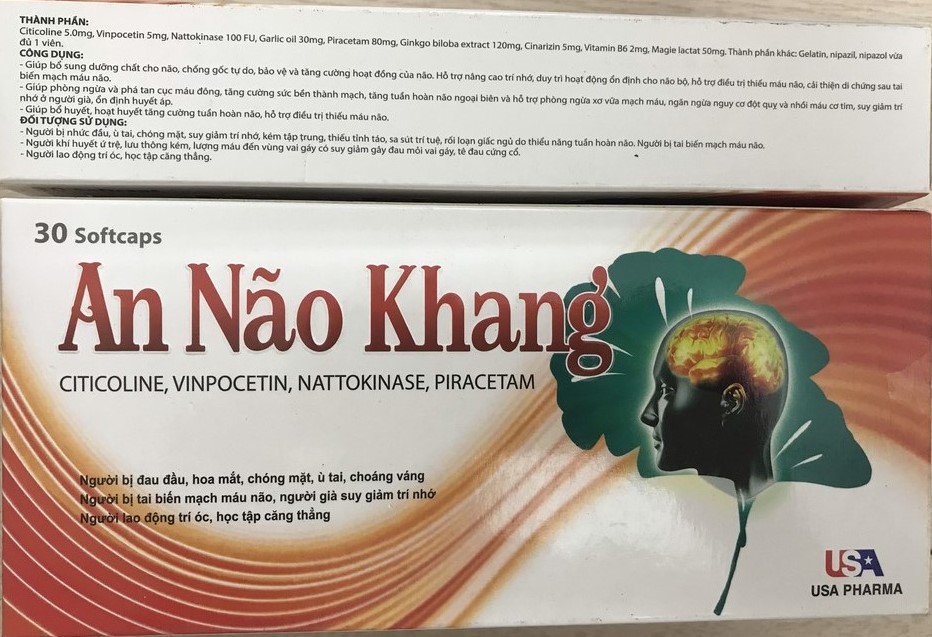 THÀNH PHẦN:
Citicoline 5.0mg, Vinpocetin 5mg, Nattokinase 100 FU, Garlic oil 30mg, Piracetam 80mg, Ginkgo biloba extract 120mg, Cinarizin 5mg, Vitamin B6 2mg, Magie lactat 50mg. Thành phần khác: Gelatin, nipazil, nipazol vừa
đủ 1 viên.
CÔNG DỤNG:
- Giúp bổ sung dưỡng chất cho não, chống gốc tự do, bảo vệ và tăng cường hoạt động của não. Hỗ trợ nâng cao trí nhớ, duy trì hoạt động ổn định cho não bộ, hỗ trợ điều trị thiếu máu não, cải thiện di chứng sau tai
biến mạch máu não.
- Giúp phòng ngừa và phá tan cục máu đông, tăng cường sức bền thành mạch, tăng tuần hoàn não ngoại biên và hỗ trợ phòng ngừa xơ vữa mạch máu, ngăn ngừa nguy cơ đột quỵ và nhồi máu cơ tim, suy giảm trí
nhớ ở người già, ổn định huyết áp.
- Giúp bổ huyết, hoạt huyết tăng cường tuần hoàn não, hỗ trợ điều trị thiếu máu não.
ĐỐI TƯỢNG SỬ DỤNG:
- Người bị nhức đầu, ù tai, chóng mặt, suy giảm trí nhớ, kém tập trung, thiếu tỉnh táo, sa sút trí tuệ, rối loạn giấc ngủ do thiểu năng tuần hoàn não. Người bị tai biến mạch máu não.
- Người khí huyết ứ trệ, lưu thông kém, lượng máu đến vùng vai gáy có suy giảm gây đau mỏi vai gáy, tê đau cứng cổ.
- Người lao động trí óc, học tập căng thẳng.
30 Softcaps
An Não Khang
CITICOLINE, VINPOCETIN, NATTOKINASE, PIRACETAM
Người bị đau đầu, hoa mắt, chóng mặt, ù tai, choáng váng
Người bị tai biến mạch máu não, người già suy giảm trí nhớ
Người lao động trí óc, học tập căng thẳng
USA
USA PHARMA